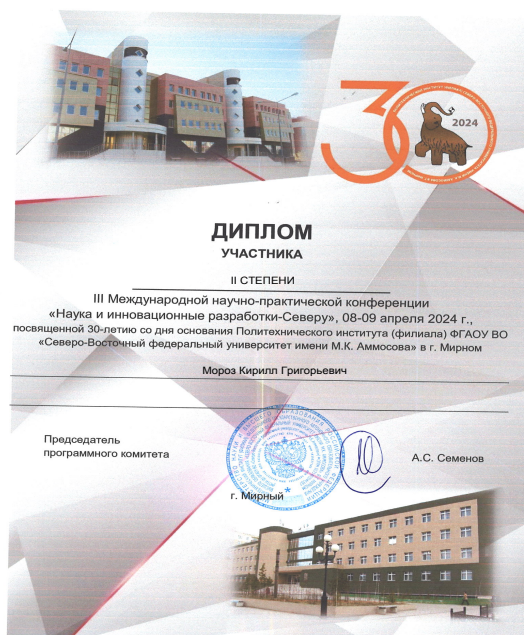 30
2024
ДИПЛОМ
УЧАСТНИКА
II СТЕПЕНИ
III Международной научно-практической конференции
«Наука и инновационные разработки-Северу», 08-09 апреля 2024 г.,
посвященной 30-летию со дня основания Политехнического института (филиала) ФГАОУ ВО
«Северо-Восточный федеральный университет имени М.К. Аммосова» в г. Мирном
Мороз Кирилл Григорьевич
Председатель
программного комитета
А.С. Семенов
г. Мирный